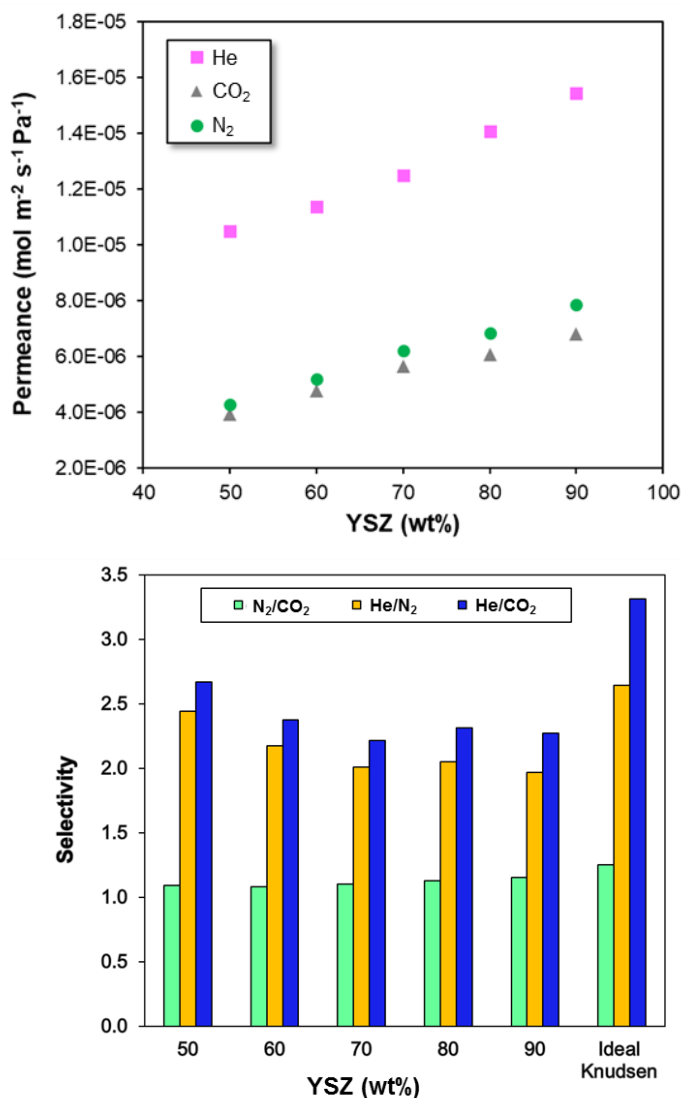 1.8E-05
1.6E-05
1.4E-05
1.2E-05
1.0E-05
8.0E-06
6.0E-06
4.0E-06
2.0E-06
Permeance (mol m⁻² s⁻¹ Pa⁻¹)
He
CO₂
N₂
40 50 60 70 80 90 100
YSZ (wt%)
3.5
3.0
2.5
2.0
1.5
1.0
0.5
0.0
Selectivity
N₂/CO₂ He/N₂ He/CO₂
50 60 70 80 90 Ideal
Knudsen
YSZ (wt%)